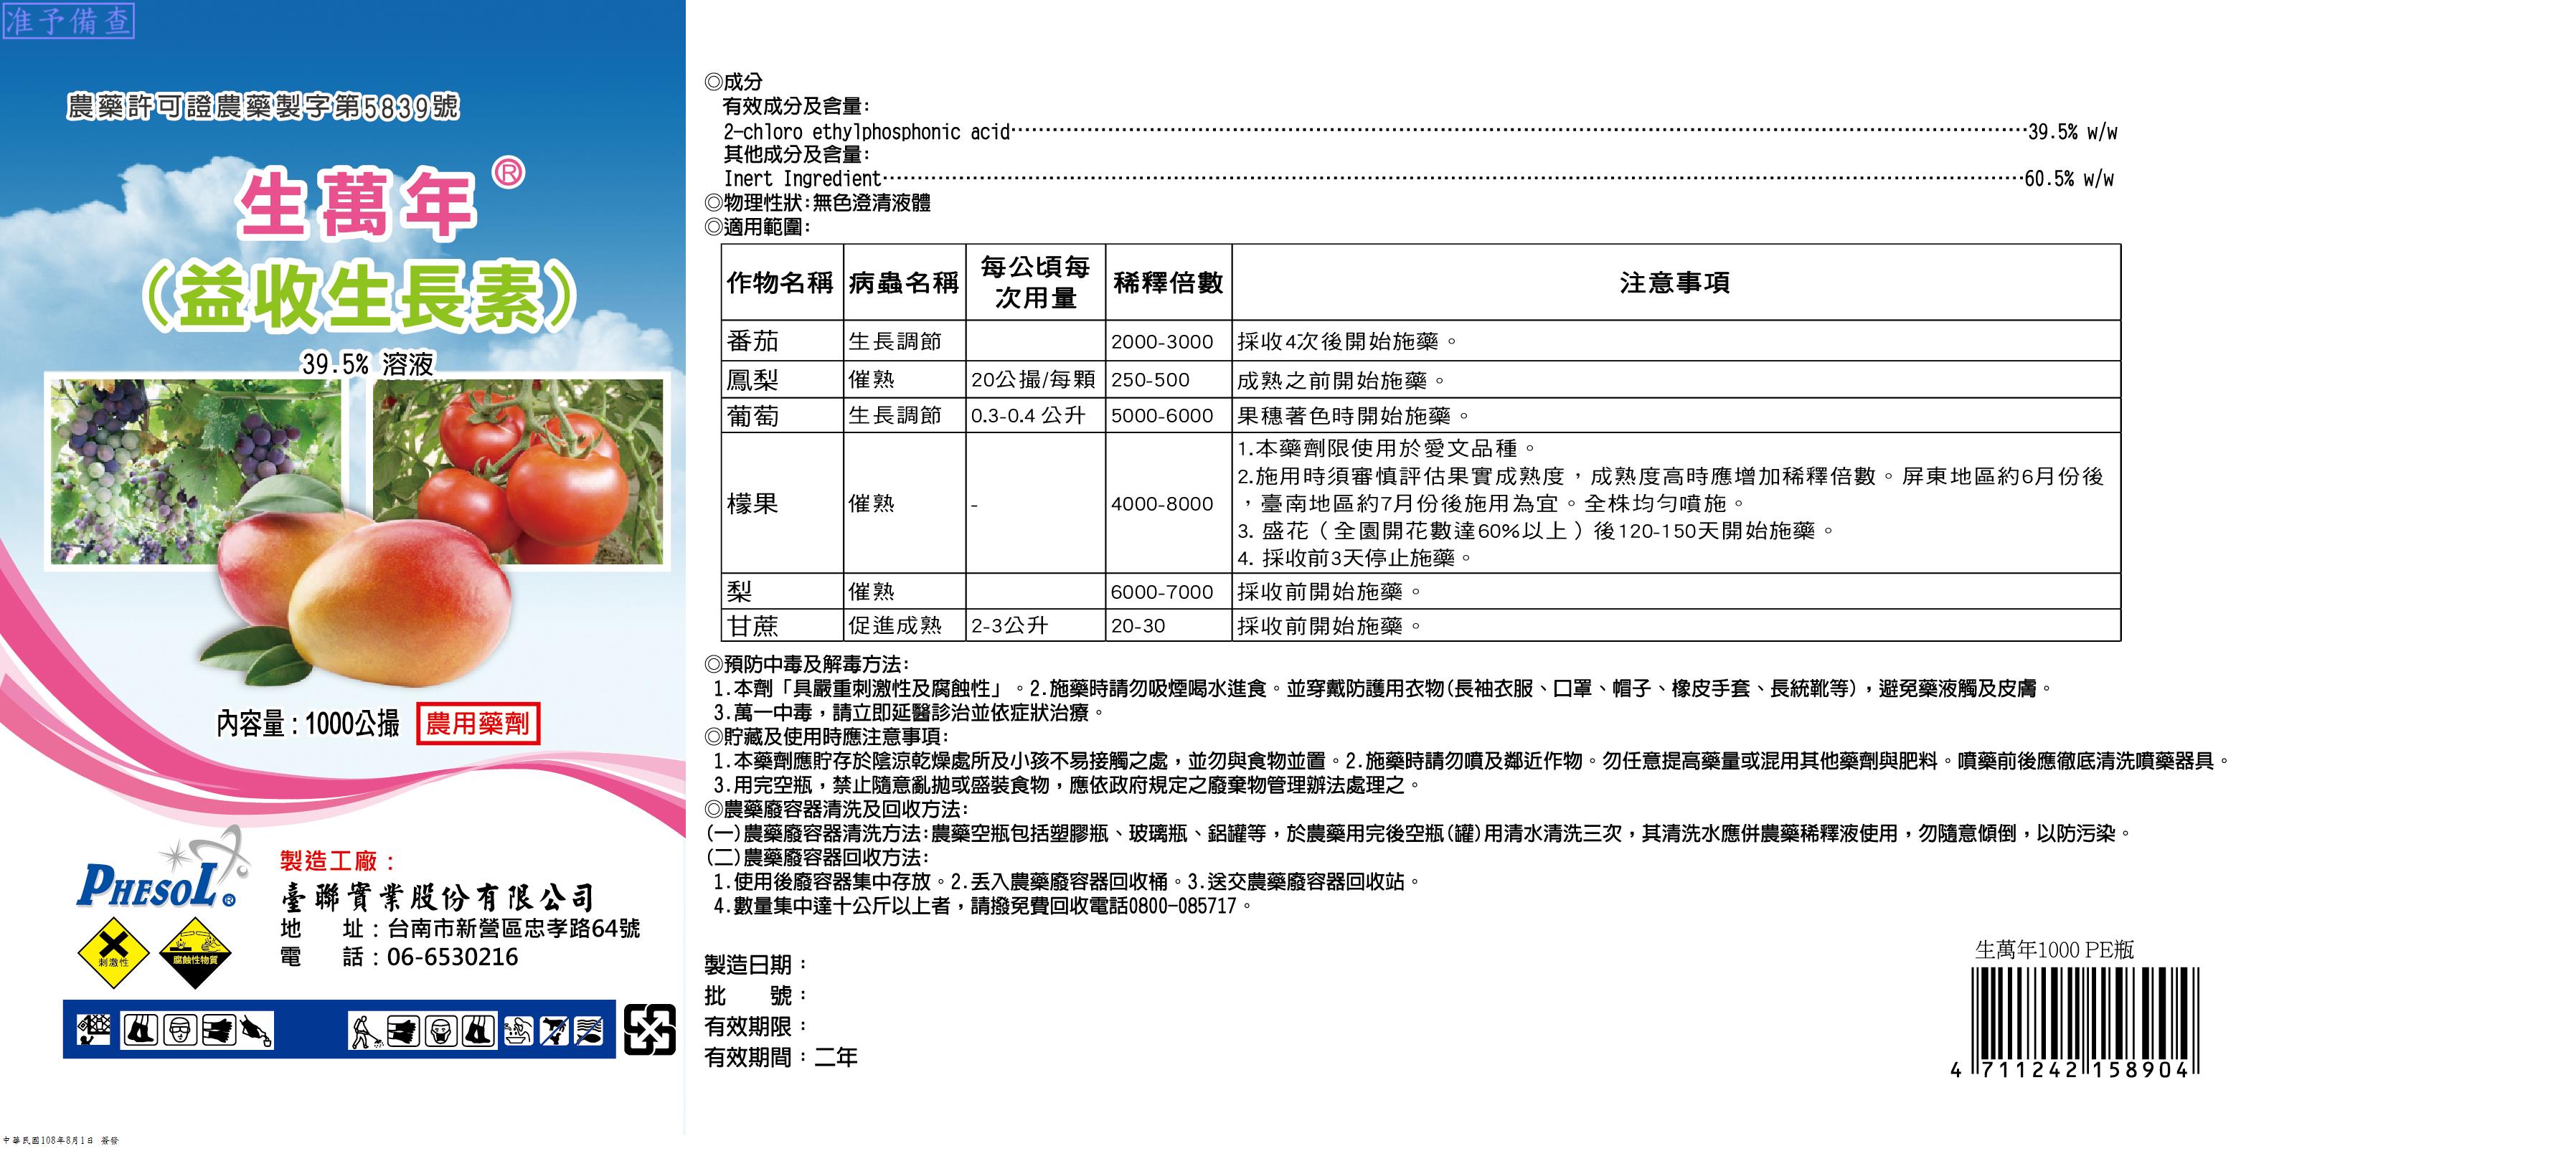 准予備查
農藥許可證農藥製字第5839號
生萬年®
(益收生長素)
39.5% 溶液
內容量:1000公撮 農用藥劑
PHESOL®
製造工廠:
臺聯實業股份有限公司
地 址:台南市新營區忠孝路64號
電 話:06-6530216
刺激性
腐蝕性物質
中華民國108年8月1日 簽發
◎成分
有效成分及含量:
2-chloro ethylphosphonic acid……39.5% w/w
其他成分及含量:
Inert Ingredient……60.5% w/w
◎物理性狀:無色澄清液體
◎適用範圍:
作物名稱 病蟲名稱 每公頃每次用量 稀釋倍數 注意事項
番茄 生長調節 2000-3000 採收4次後開始施藥。
鳳梨 催熟 20公撮/每顆 250-500 成熟之前開始施藥。
葡萄 生長調節 0.3-0.4 公升 5000-6000 果穗著色時開始施藥。
檬果 催熟 - 4000-8000
1.本藥劑限使用於愛文品種。
2.施用時須審慎評估果實成熟度,成熟度高時應增加稀釋倍數。屏東地區約6月份後
,臺南地區約7月份後施用為宜。全株均勻噴施。
3. 盛花(全園開花數達60%以上)後120-150天開始施藥。
4. 採收前3天停止施藥。
梨 催熟 6000-7000 採收前開始施藥。
甘蔗 促進成熟 2-3公升 20-30 採收前開始施藥。
◎預防中毒及解毒方法:
1.本劑「具嚴重刺激性及腐蝕性」。2.施藥時請勿吸煙喝水進食。並穿戴防護用衣物(長袖衣服、口罩、帽子、橡皮手套、長統靴等),避免藥液觸及皮膚。
3.萬一中毒,請立即延醫診治並依症狀治療。
◎貯藏及使用時應注意事項:
1.本藥劑應貯存於陰涼乾燥處所及小孩不易接觸之處,並勿與食物並置。2.施藥時請勿噴及鄰近作物。勿任意提高藥量或混用其他藥劑與肥料。噴藥前後應徹底清洗噴藥器具。
3.用完空瓶,禁止隨意亂拋或盛裝食物,應依政府規定之廢棄物管理辦法處理之。
◎農藥廢容器清洗及回收方法:
(一)農藥廢容器清洗方法:農藥空瓶包括塑膠瓶、玻璃瓶、鋁罐等,於農藥用完後空瓶(罐)用清水清洗三次,其清洗水應併農藥稀釋液使用,勿隨意傾倒,以防污染。
(二)農藥廢容器回收方法:
1.使用後廢容器集中存放。2.丟入農藥廢容器回收桶。3.送交農藥廢容器回收站。
4.數量集中達十公斤以上者,請撥免費回收電話0800-085717。
製造日期:
批 號:
有效期限:
有效期間:二年
生萬年1000 PE瓶
4 711242 158904